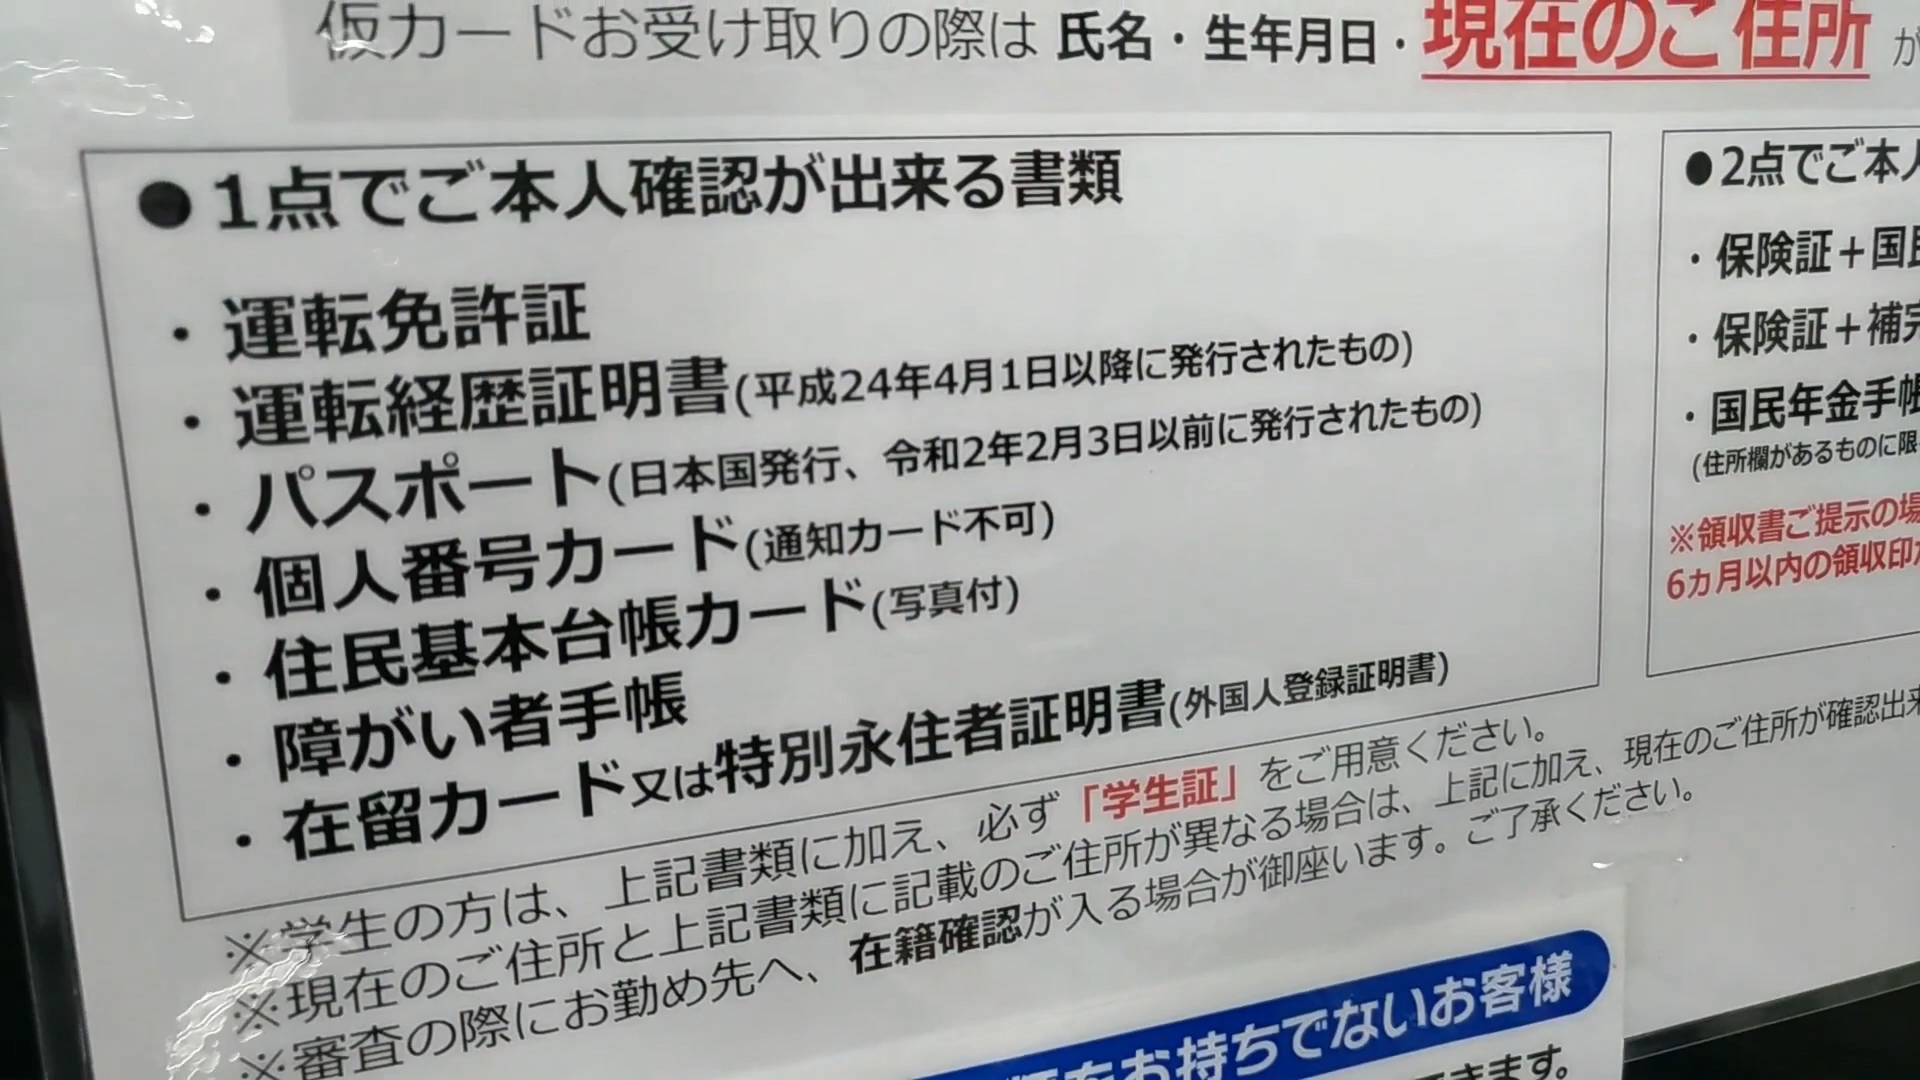 仮カードお受け取りの際は 氏名・生年月日・現在のご住所 が
●1点でご本人確認が出来る書類
・運転免許証
・運転経歴証明書(平成24年4月1日以降に発行されたもの)
・パスポート(日本国発行、令和2年2月3日以前に発行されたもの)
・個人番号カード(通知カード不可)
・住民基本台帳カード(写真付)
・障がい者手帳
・在留カード又は特別永住者証明書(外国人登録証明書)
●2点でご本人
・保険証+国民
・保険証+補完
・国民年金手帳
(住所欄があるものに限
※領収書ご提示の場
6カ月以内の領収印
※学生の方は、上記書類に加え、必ず「学生証」をご用意ください。
※現在のご住所と上記書類に記載のご住所が異なる場合は、上記に加え、現在のご住所が確認出来
※審査の際にお勤め先へ、在籍確認が入る場合が御座います。ご了承ください。
をお持ちでないお客様
きます。